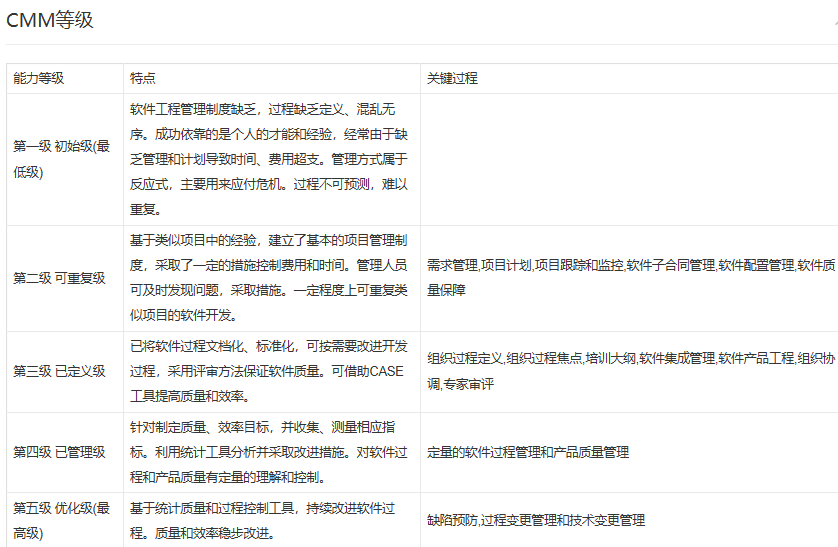 CMM等级
能力等级
特点
关键过程
第一级 初始级(最
低级)
软件工程管理制度缺乏，过程缺乏定义、混乱无
序。成功依靠的是个人的才能和经验，经常由于缺
乏管理和计划导致时间、费用超支。管理方式属于
反应式，主要用来应付危机。过程不可预测，难以
重复。
第二级 可重复级
基于类似项目中的经验，建立了基本的项目管理制
度，采取了一定的措施控制费用和时间。管理人员
可及时发现问题，采取措施。一定程度上可重复类
似项目的软件开发。
需求管理,项目计划,项目跟踪和监控,软件子合同管理,软件配置管理,软件质
量保障
第三级 已定义级
已将软件过程文档化、标准化，可按需要改进开发
过程，采用评审方法保证软件质量。可借助CASE
工具提高质量和效率。
组织过程定义,组织过程焦点,培训大纲,软件集成管理,软件产品工程,组织协
调,专家审评
第四级 已管理级
针对制定质量、效率目标，并收集、测量相应指
标。利用统计工具分析并采取改进措施。对软件过
程和产品质量有定量的理解和控制。
定量的软件过程管理和产品质量管理
第五级 优化级(最
高级)
基于统计质量和过程控制工具，持续改进软件过
程。质量和效率稳步改进。
缺陷预防,过程变更管理和技术变更管理